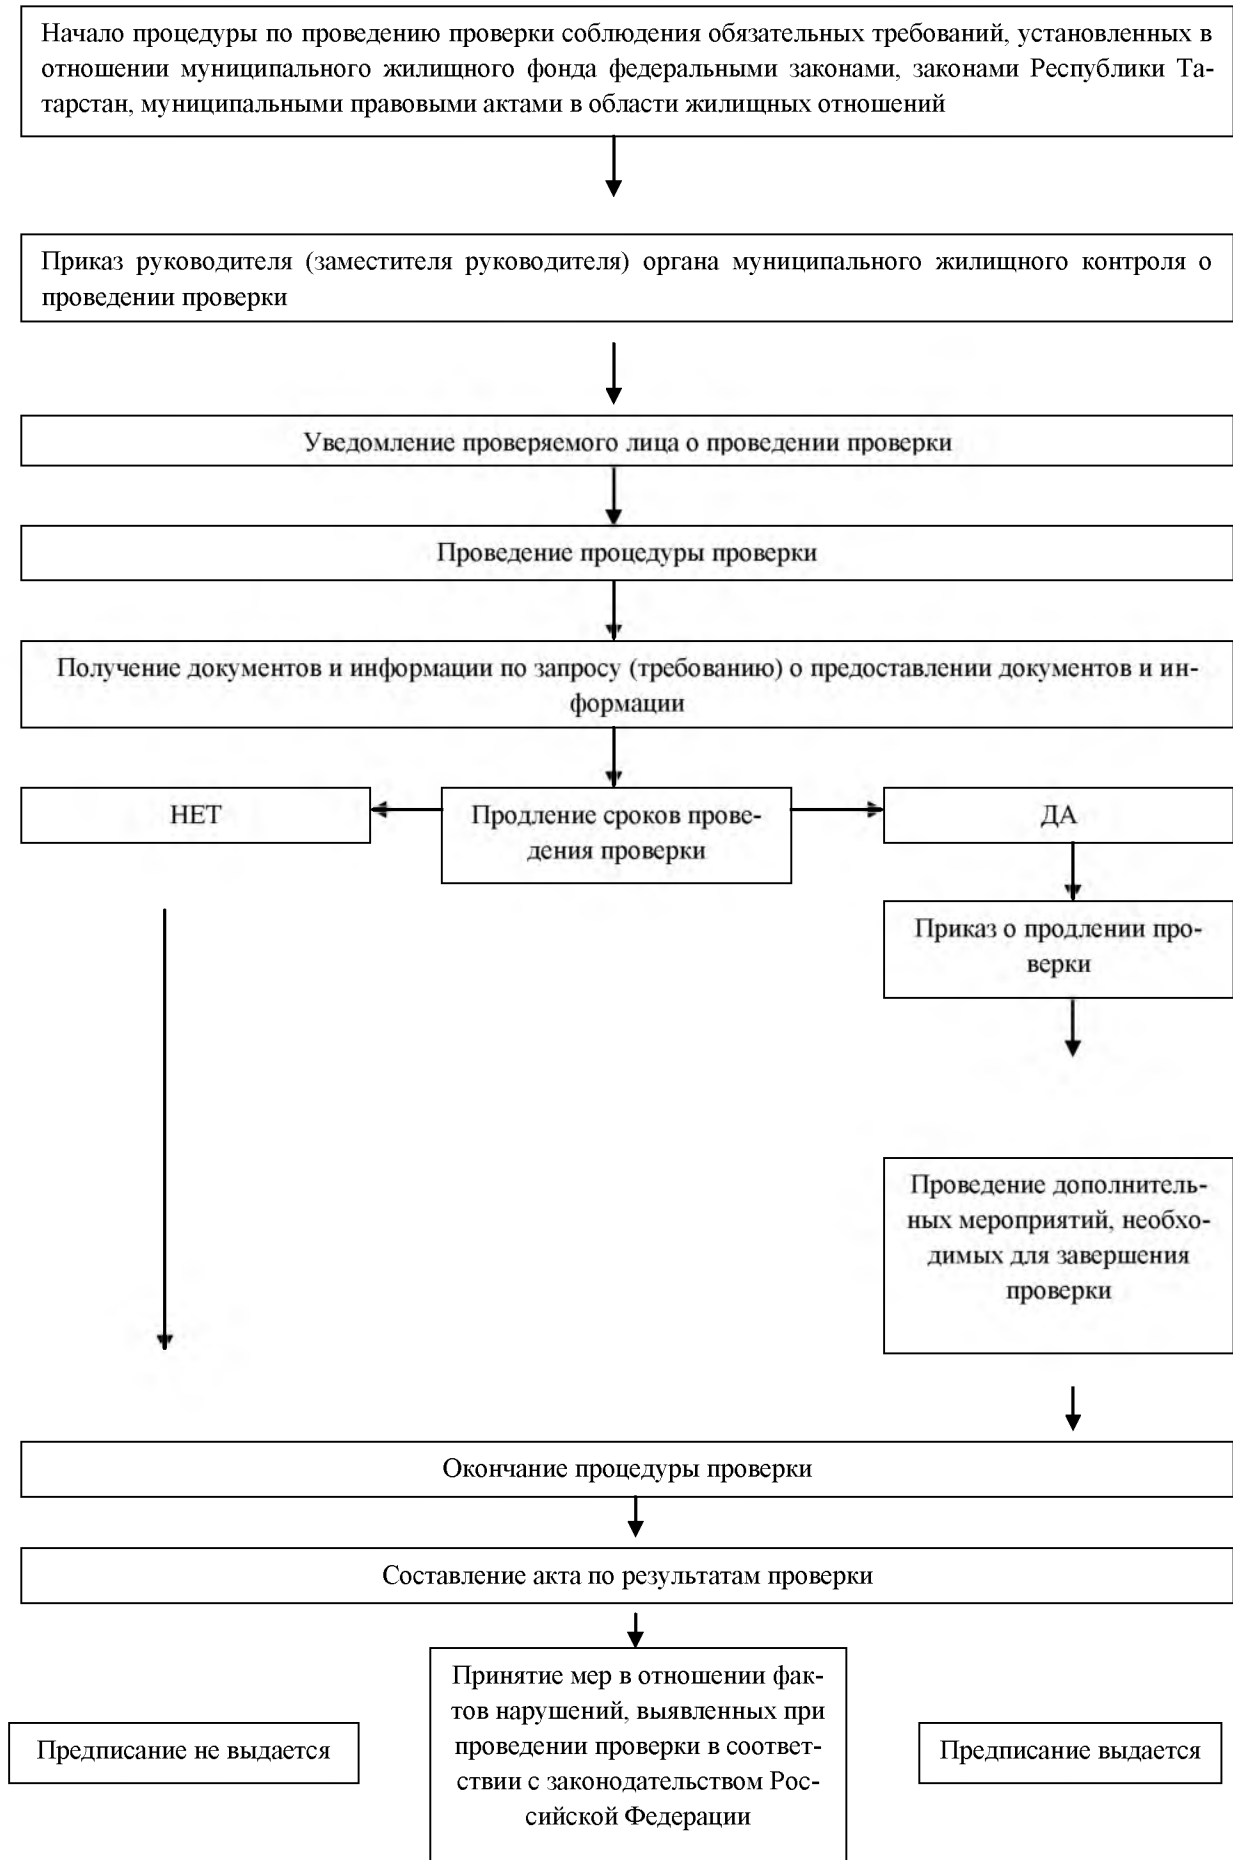 Начало процедуры по проведению проверки соблюдения обязательных требований, установленных в
отношении муниципального жилищного фонда федеральными законами, законами Республики Та-
тарстан, муниципальными правовыми актами в области жилищных отношений
Приказ руководителя (заместителя руководителя) органа муниципального жилищного контроля о
проведении проверки
Уведомление проверяемого лица о проведении проверки
Проведение процедуры проверки
Получение документов и информации по запросу (требованию) о предоставлении документов и ин-
формации
НЕТ
Продление сроков прове-
дения проверки
ДА
Приказ о продлении про-
верки
Проведение дополнитель-
ных мероприятий, необхо-
димых для завершения
проверки
Окончание процедуры проверки
Составление акта по результатам проверки
Предписание не выдается
Принятие мер в отношении фак-
тов нарушений, выявленных при
проведении проверки в соответ-
ствии с законодательством Рос-
сийской Федерации
Предписание выдается